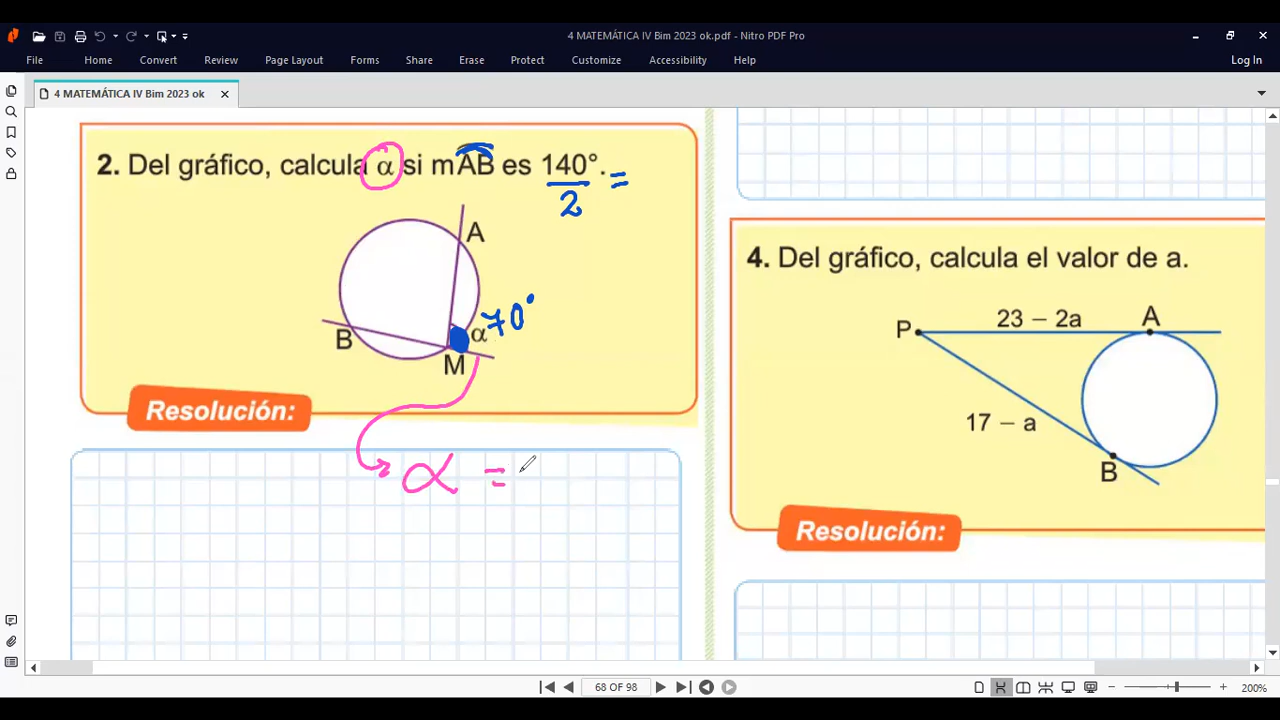 4 MATEMÁTICA IV Bim 2023 ok.pdf - Nitro PDF Pro
File Home Convert Review Page Layout Forms Share Erase Protect Customize Accessibility Help Log In
4 MATEMÁTICA IV Bim 2023 ok
2. Del gráfico, calcula α si mAB es 140°.
2 =
A
α 70°
B
M
Resolución:
α =
4. Del gráfico, calcula el valor de a.
P
23 − 2a
A
17 − a
B
Resolución:
68 OF 98
200%